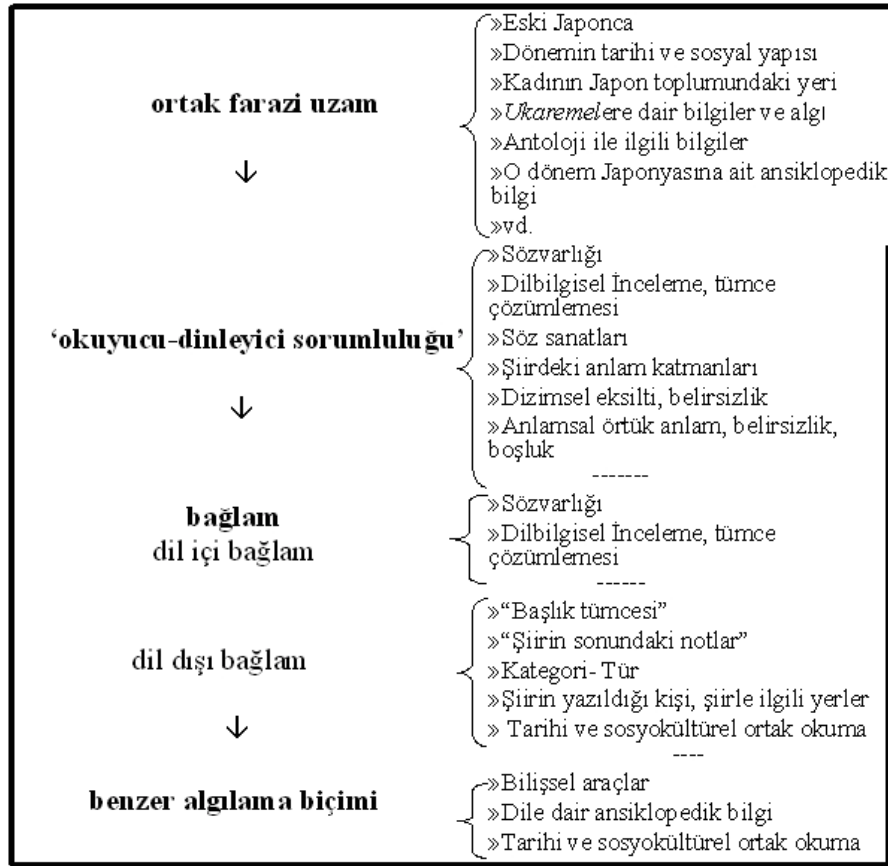 ortak farazi uzam
↓
»Eski Japonca
»Dönemin tarihi ve sosyal yapısı
»Kadının Japon toplumundaki yeri
»Ukaremelere dair bilgiler ve algı
»Antoloji ile ilgili bilgiler
»O dönem Japonyasına ait ansiklopedik
bilgi
»vd.
‘okuyucu-dinleyici sorumluluğu’
↓
»Sözvarlığı
»Dilbilgisel İnceleme, tümce
çözümlemesi
»Söz sanatları
»Şiirdeki anlam katmanları
»Dizimsel eksilti, belirsizlik
»Anlamsal örtük anlam, belirsizlik,
boşluk
-------
bağlam
dil içi bağlam
»Sözvarlığı
»Dilbilgisel İnceleme, tümce
çözümlemesi
------
dil dışı bağlam
↓
»“Başlık tümcesi”
»“Şiirin sonundaki notlar”
»Kategori- Tür
»Şiirin yazıldığı kişi, şiirle ilgili yerler
» Tarihi ve sosyokültürel ortak okuma
----
benzer algılama biçimi
»Bilişsel araçlar
»Dile dair ansiklopedik bilgi
»Tarihi ve sosyokültürel ortak okuma